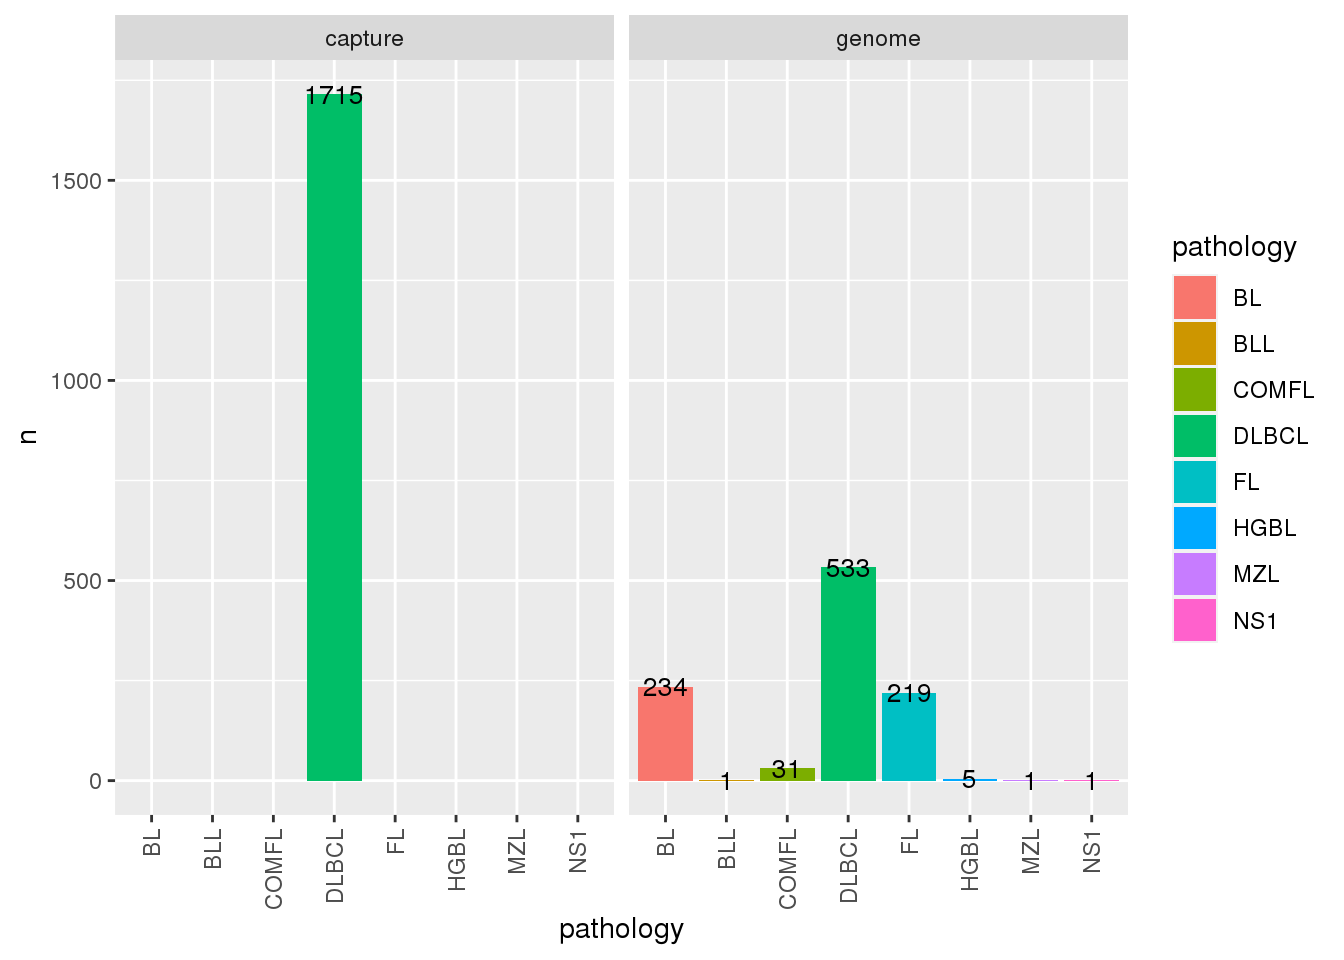 capture
genome
n
1500
1000
500
0
1715
234
1
31
533
219
5
1
1
BL
BLL
COMFL
DLBCL
FL
HGBL
MZL
NS1
BL
BLL
COMFL
DLBCL
FL
HGBL
MZL
NS1
pathology
pathology
BL
BLL
COMFL
DLBCL
FL
HGBL
MZL
NS1